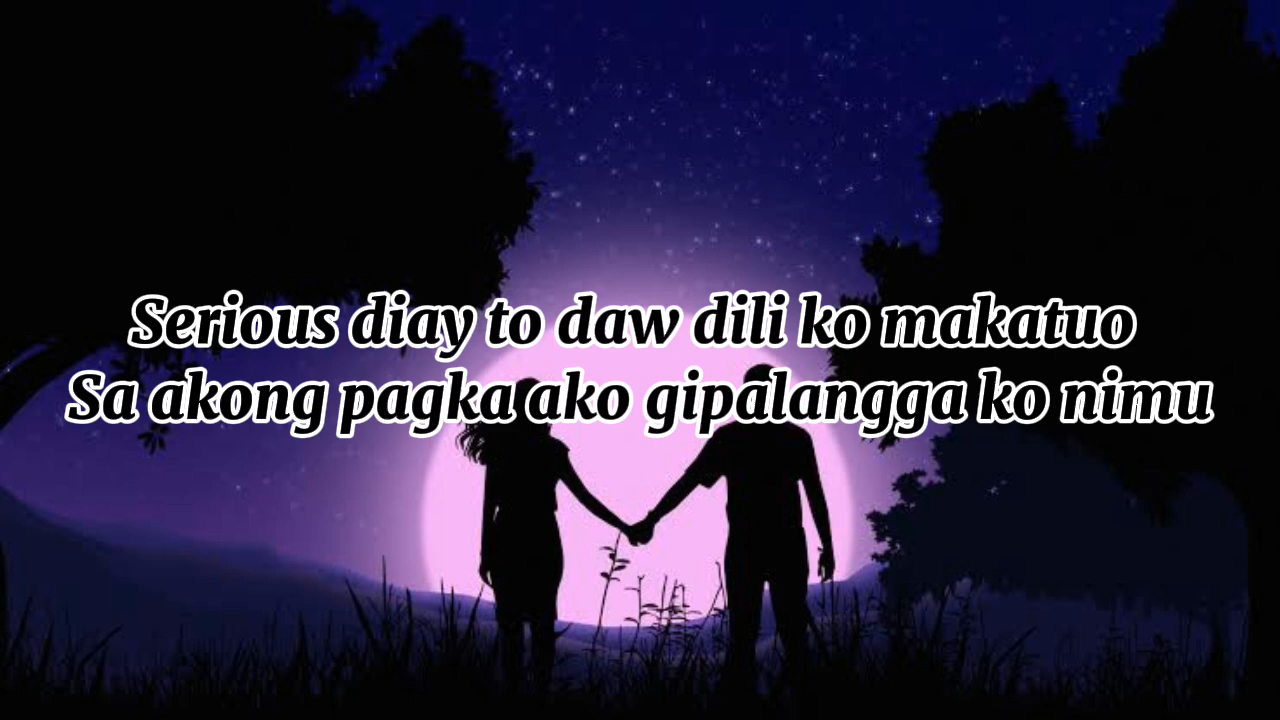 Serious diay to daw dili ko makatuo
Sa akong pagka ako gipalangga ko nimu